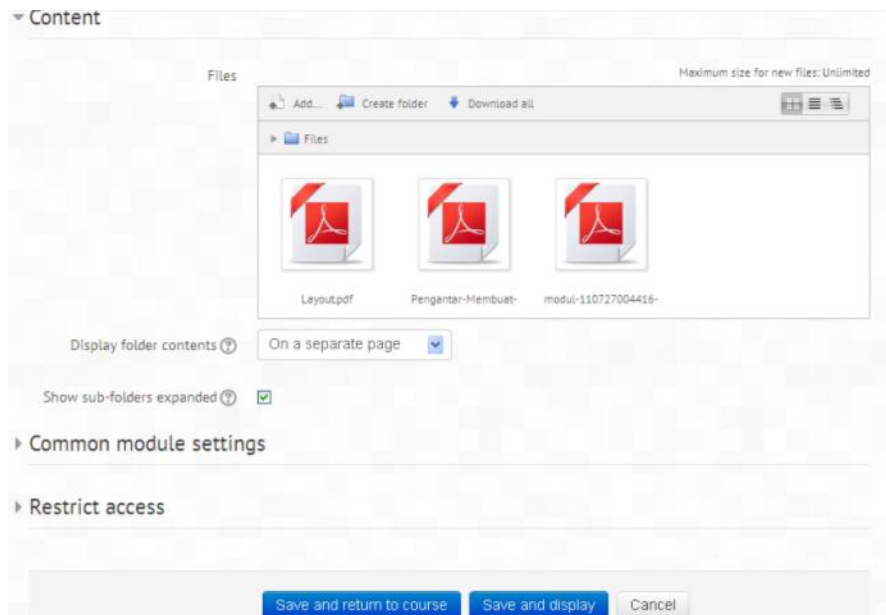 Content
Files
Maximum size for new files: Unlimited
Add... Create folder Download all
Files
Layout.pdf Pengantar-Membuat- modul-110727004416-
Display folder contents On a separate page
Show sub-folders expanded
Common module settings
Restrict access
Save and return to course Save and display Cancel